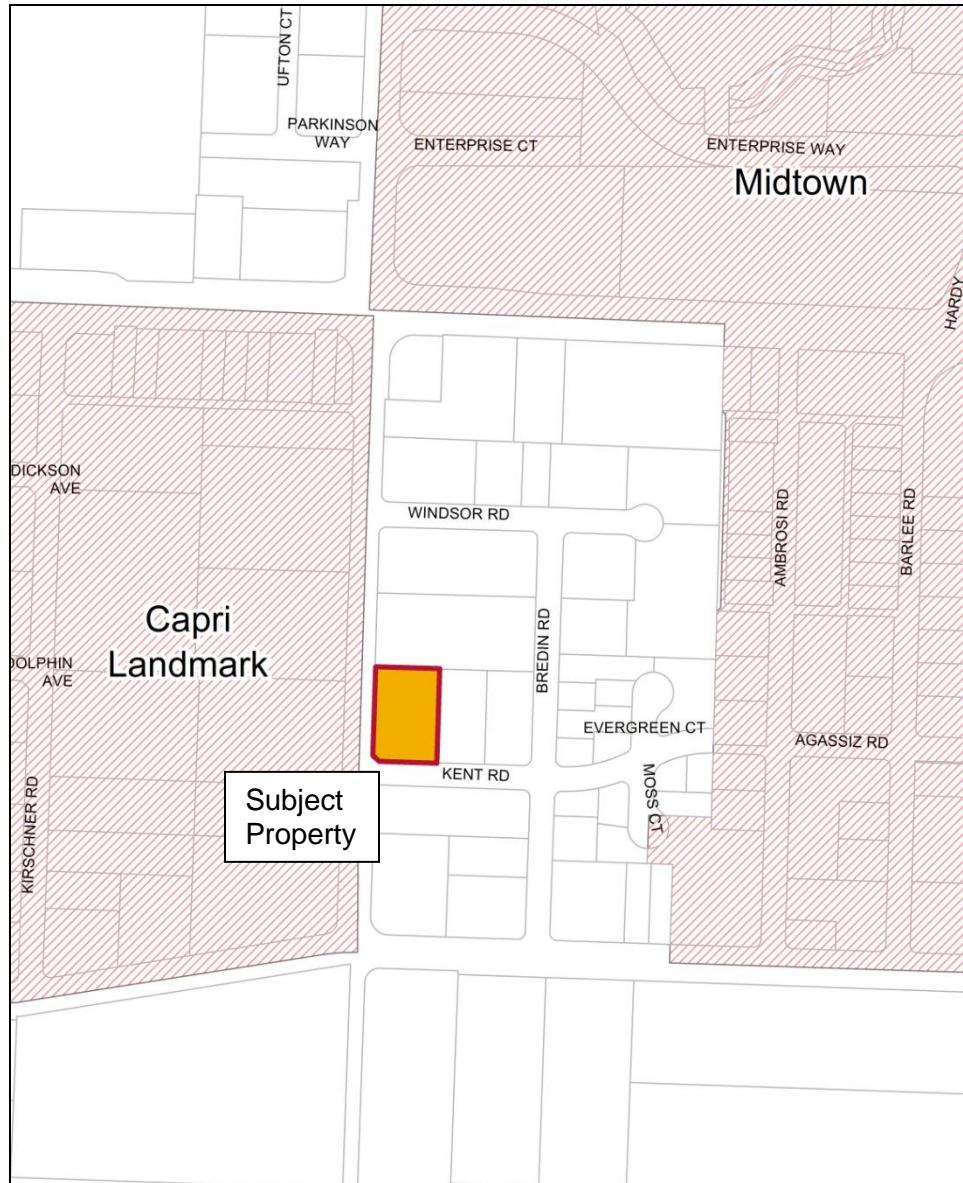 UFTON CT
PARKINSON
WAY
ENTERPRISE CT
ENTERPRISE WAY
Midtown
HARDY
DICKSON
AVE
WINDSOR RD
AMBROSI RD
BARLEE RD
Capri
Landmark
BREDIN RD
DOLPHIN
AVE
EVERGREEN CT
AGASSIZ RD
KENT RD
MOSS CT
Subject
Property
KIRSCHNER RD